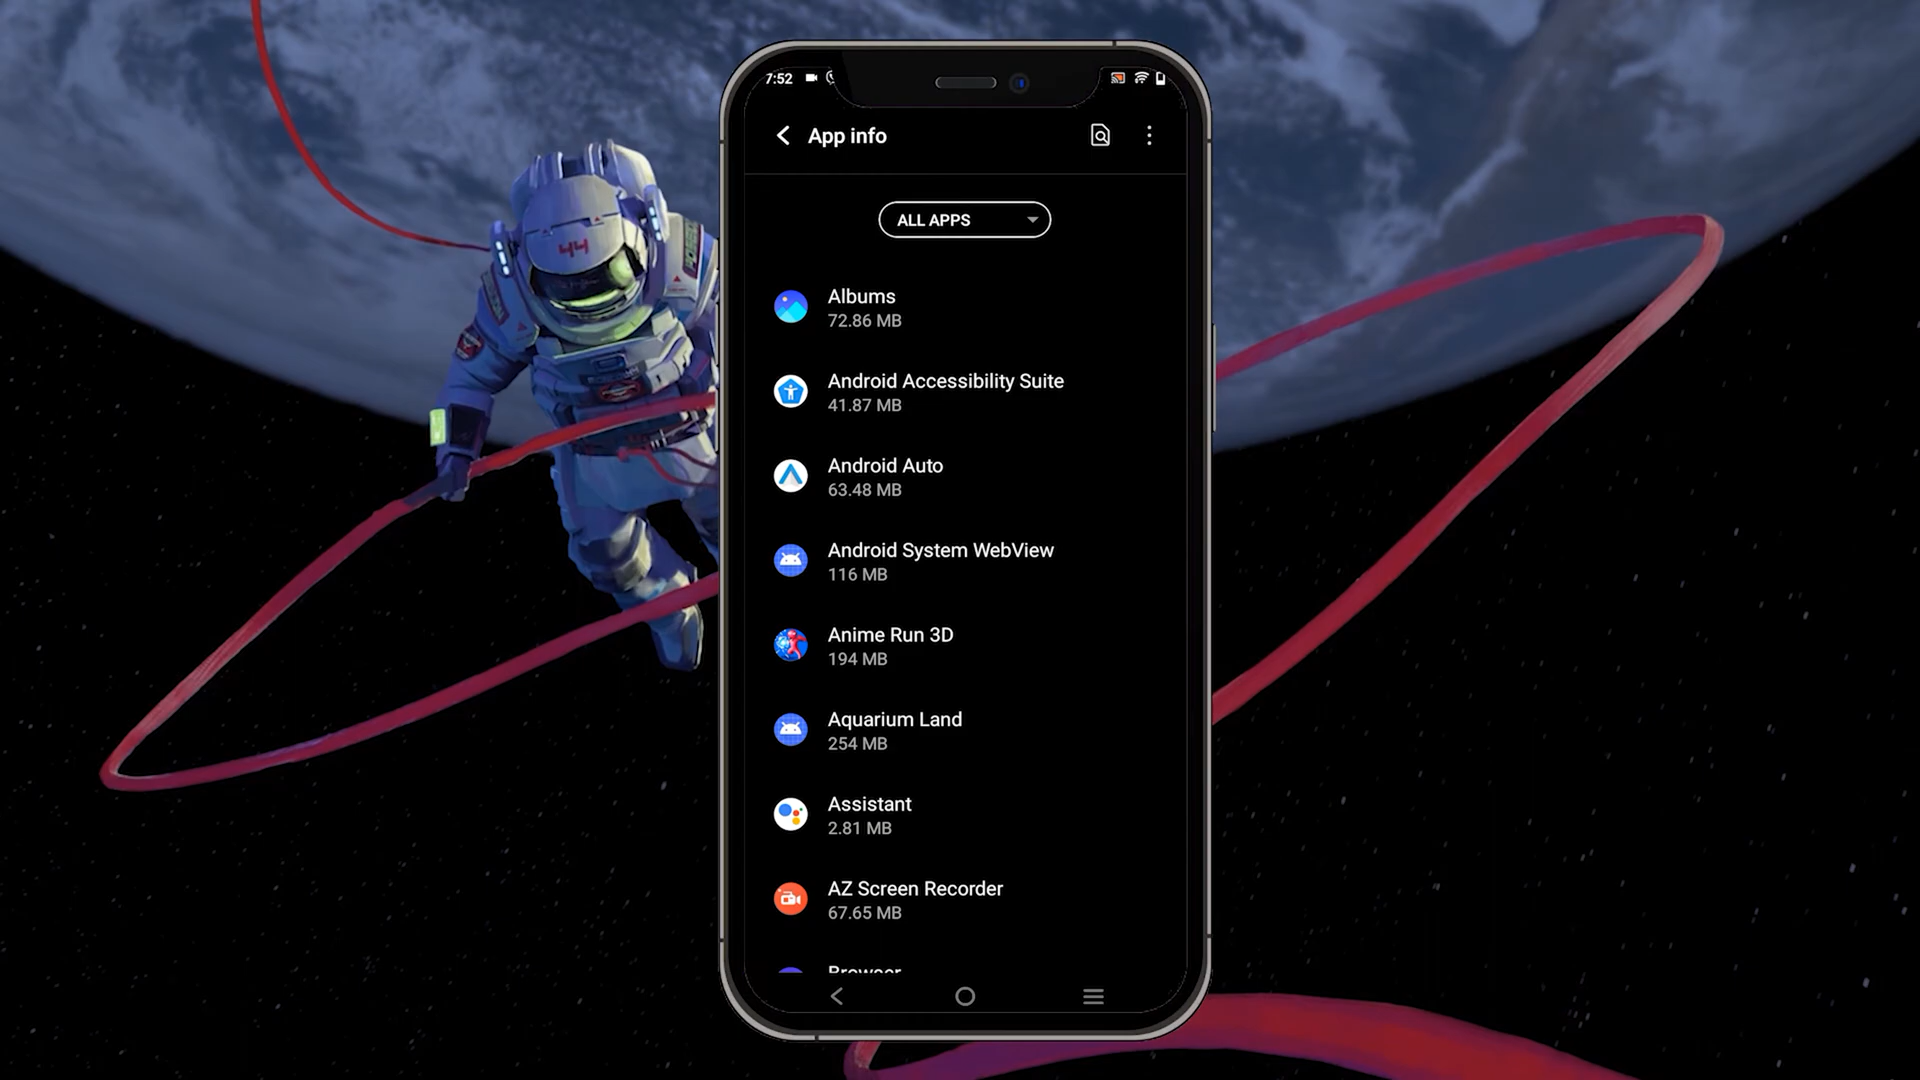 7:52
App info
ALL APPS
Albums
72.86 MB
Android Accessibility Suite
41.87 MB
Android Auto
63.48 MB
Android System WebView
116 MB
Anime Run 3D
194 MB
Aquarium Land
254 MB
Assistant
2.81 MB
AZ Screen Recorder
67.65 MB
Browser
44